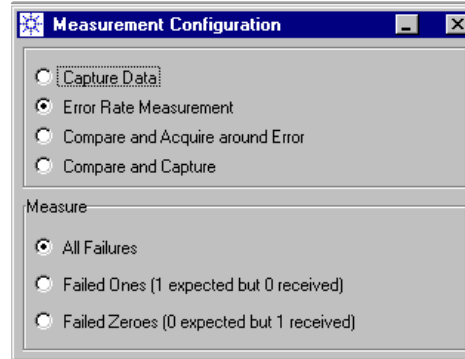 Measurement Configuration
Capture Data
Error Rate Measurement
Compare and Acquire around Error
Compare and Capture
Measure
All Failures
Failed Ones (1 expected but 0 received)
Failed Zeroes (0 expected but 1 received)